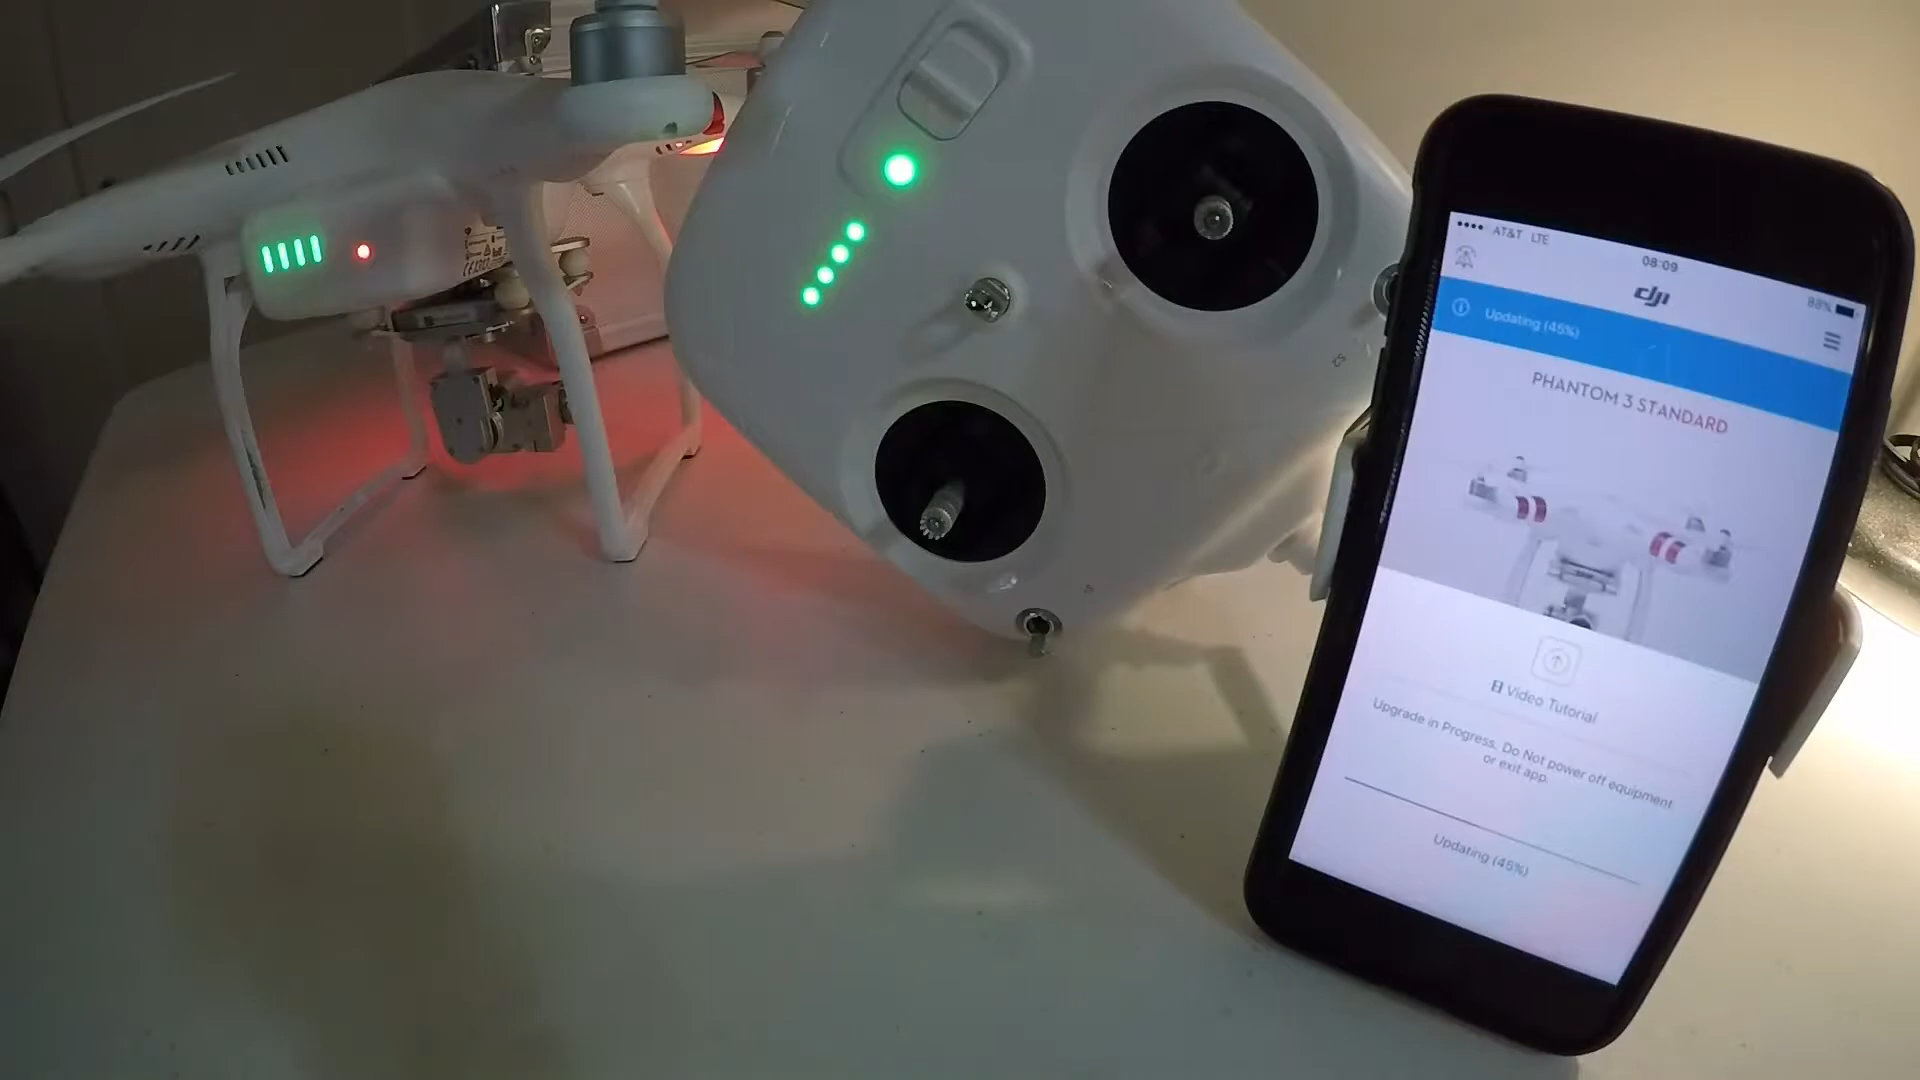 AT&T LTE
08:09
88%
dji
Updating (45%)
PHANTOM 3 STANDARD
Video Tutorial
Upgrade in Progress. Do Not power off equipment
or exit app.
Updating (45%)